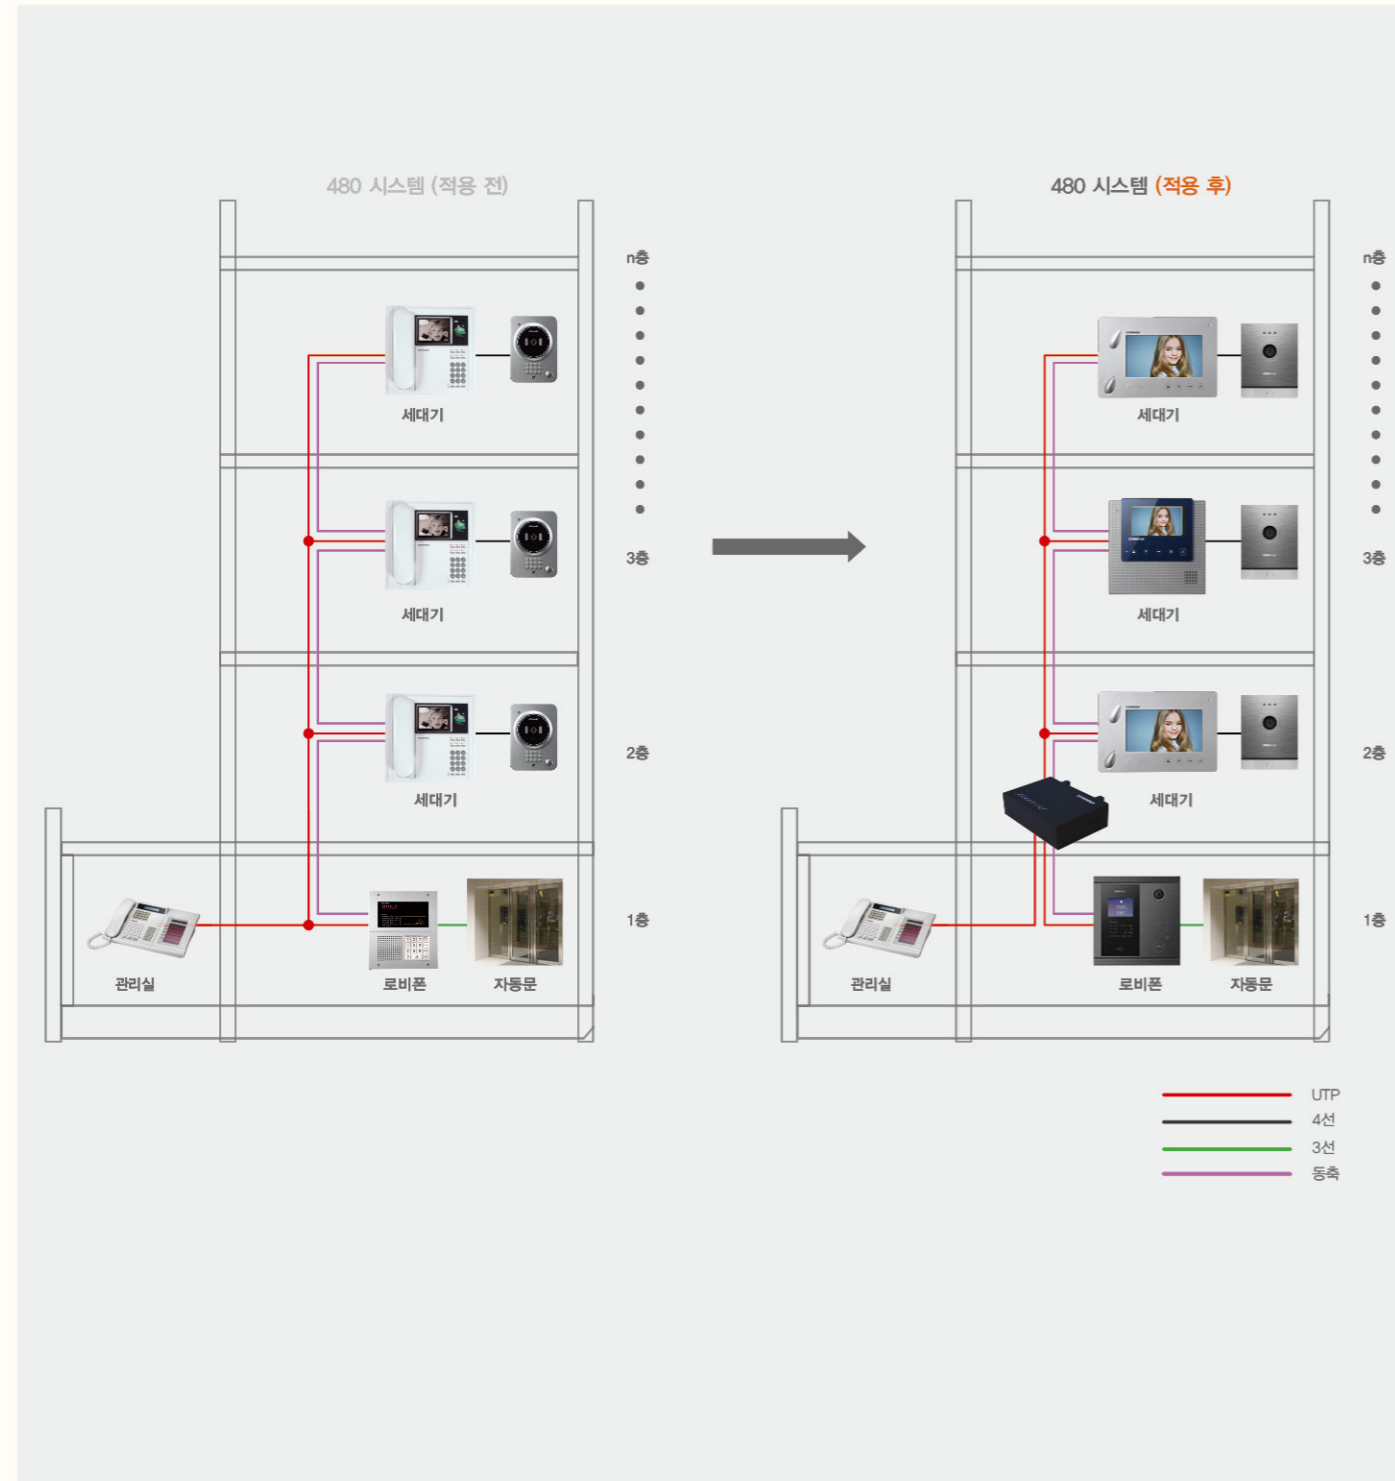 480 시스템 (적용 전)
n층
세대기
3층
세대기
2층
세대기
1층
관리실
로비폰
자동문
480 시스템 (적용 후)
n층
세대기
3층
세대기
2층
세대기
1층
관리실
로비폰
자동문
UTP
4선
3선
동축